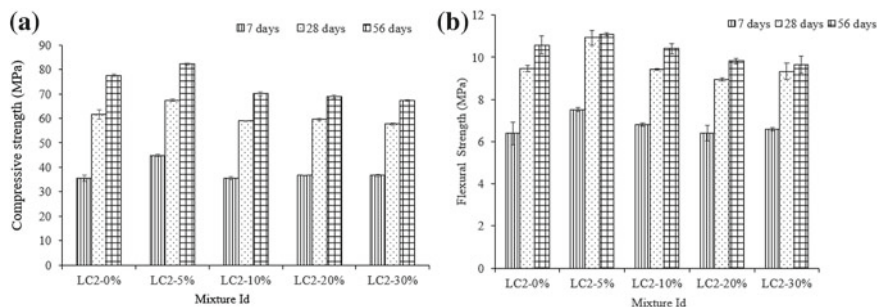 (a)
7 days 28 days 56 days
Compressive strength (MPa)
90
80
70
60
50
40
30
20
10
0
LC2-0% LC2-5% LC2-10% LC2-20% LC2-30%
Mixture Id
(b)
7 days 28 days 56 days
Flexural Strength (MPa)
12
10
8
6
4
2
0
LC2-0% LC2-5% LC2-10% LC2-20% LC2-30%
Mixture Id